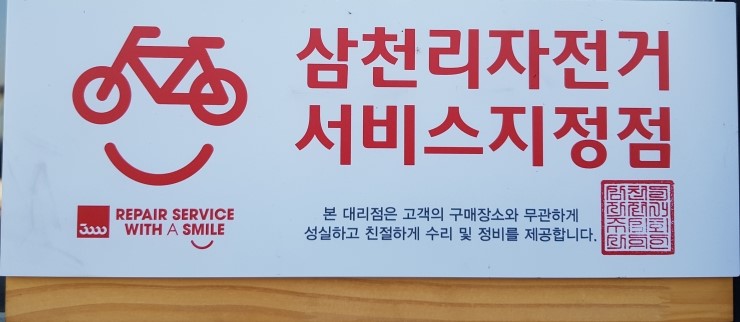 삼천리자전거
서비스지정점
REPAIR SERVICE
WITH A SMILE
본 대리점은 고객의 구매장소와 무관하게
성실하고 친절하게 수리 및 정비를 제공합니다.